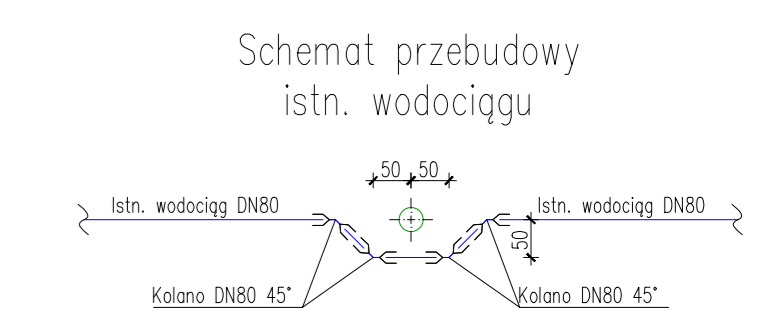 Schemat przebudowy
istn. wodociągu
50 50
Istn. wodociąg DN80
Istn. wodociąg DN80
50
Kolano DN80 45°
Kolano DN80 45°